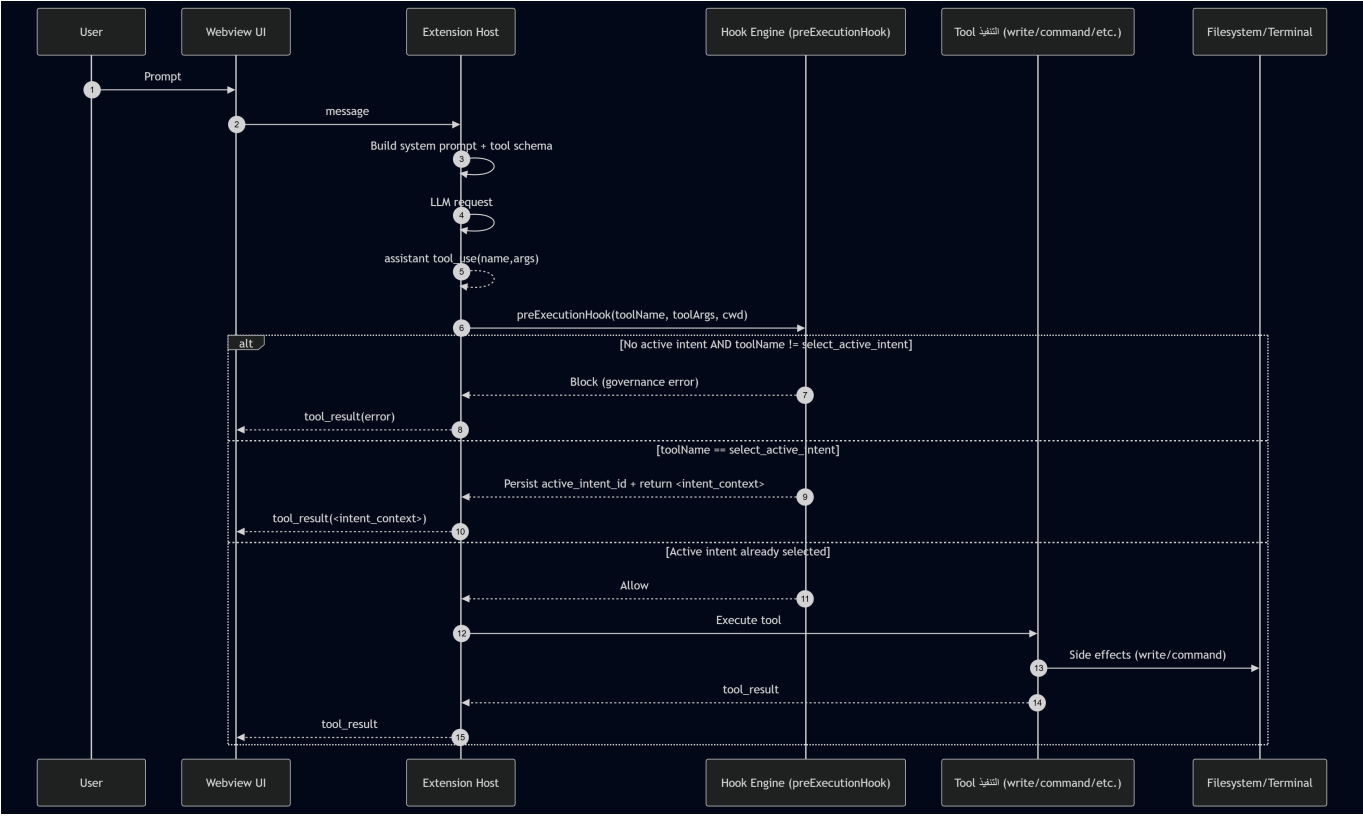 User
Webview UI
Extension Host
Hook Engine (preExecutionHook)
Tool التنفيذ (write/command/etc.)
Filesystem/Terminal
Prompt
1
message
2
Build system prompt + tool schema
3
LLM request
4
assistant tool_use(name,args)
5
preExecutionHook(toolName, toolArgs, cwd)
6
alt
[No active intent AND toolName != select_active_intent]
Block (governance error)
7
tool_result(error)
8
[toolName == select_active_intent]
Persist active_intent_id + return <intent_context>
9
tool_result(<intent_context>)
10
[Active intent already selected]
Allow
11
Execute tool
12
Side effects (write/command)
13
tool_result
14
tool_result
15
User
Webview UI
Extension Host
Hook Engine (preExecutionHook)
Tool التنفيذ (write/command/etc.)
Filesystem/Terminal